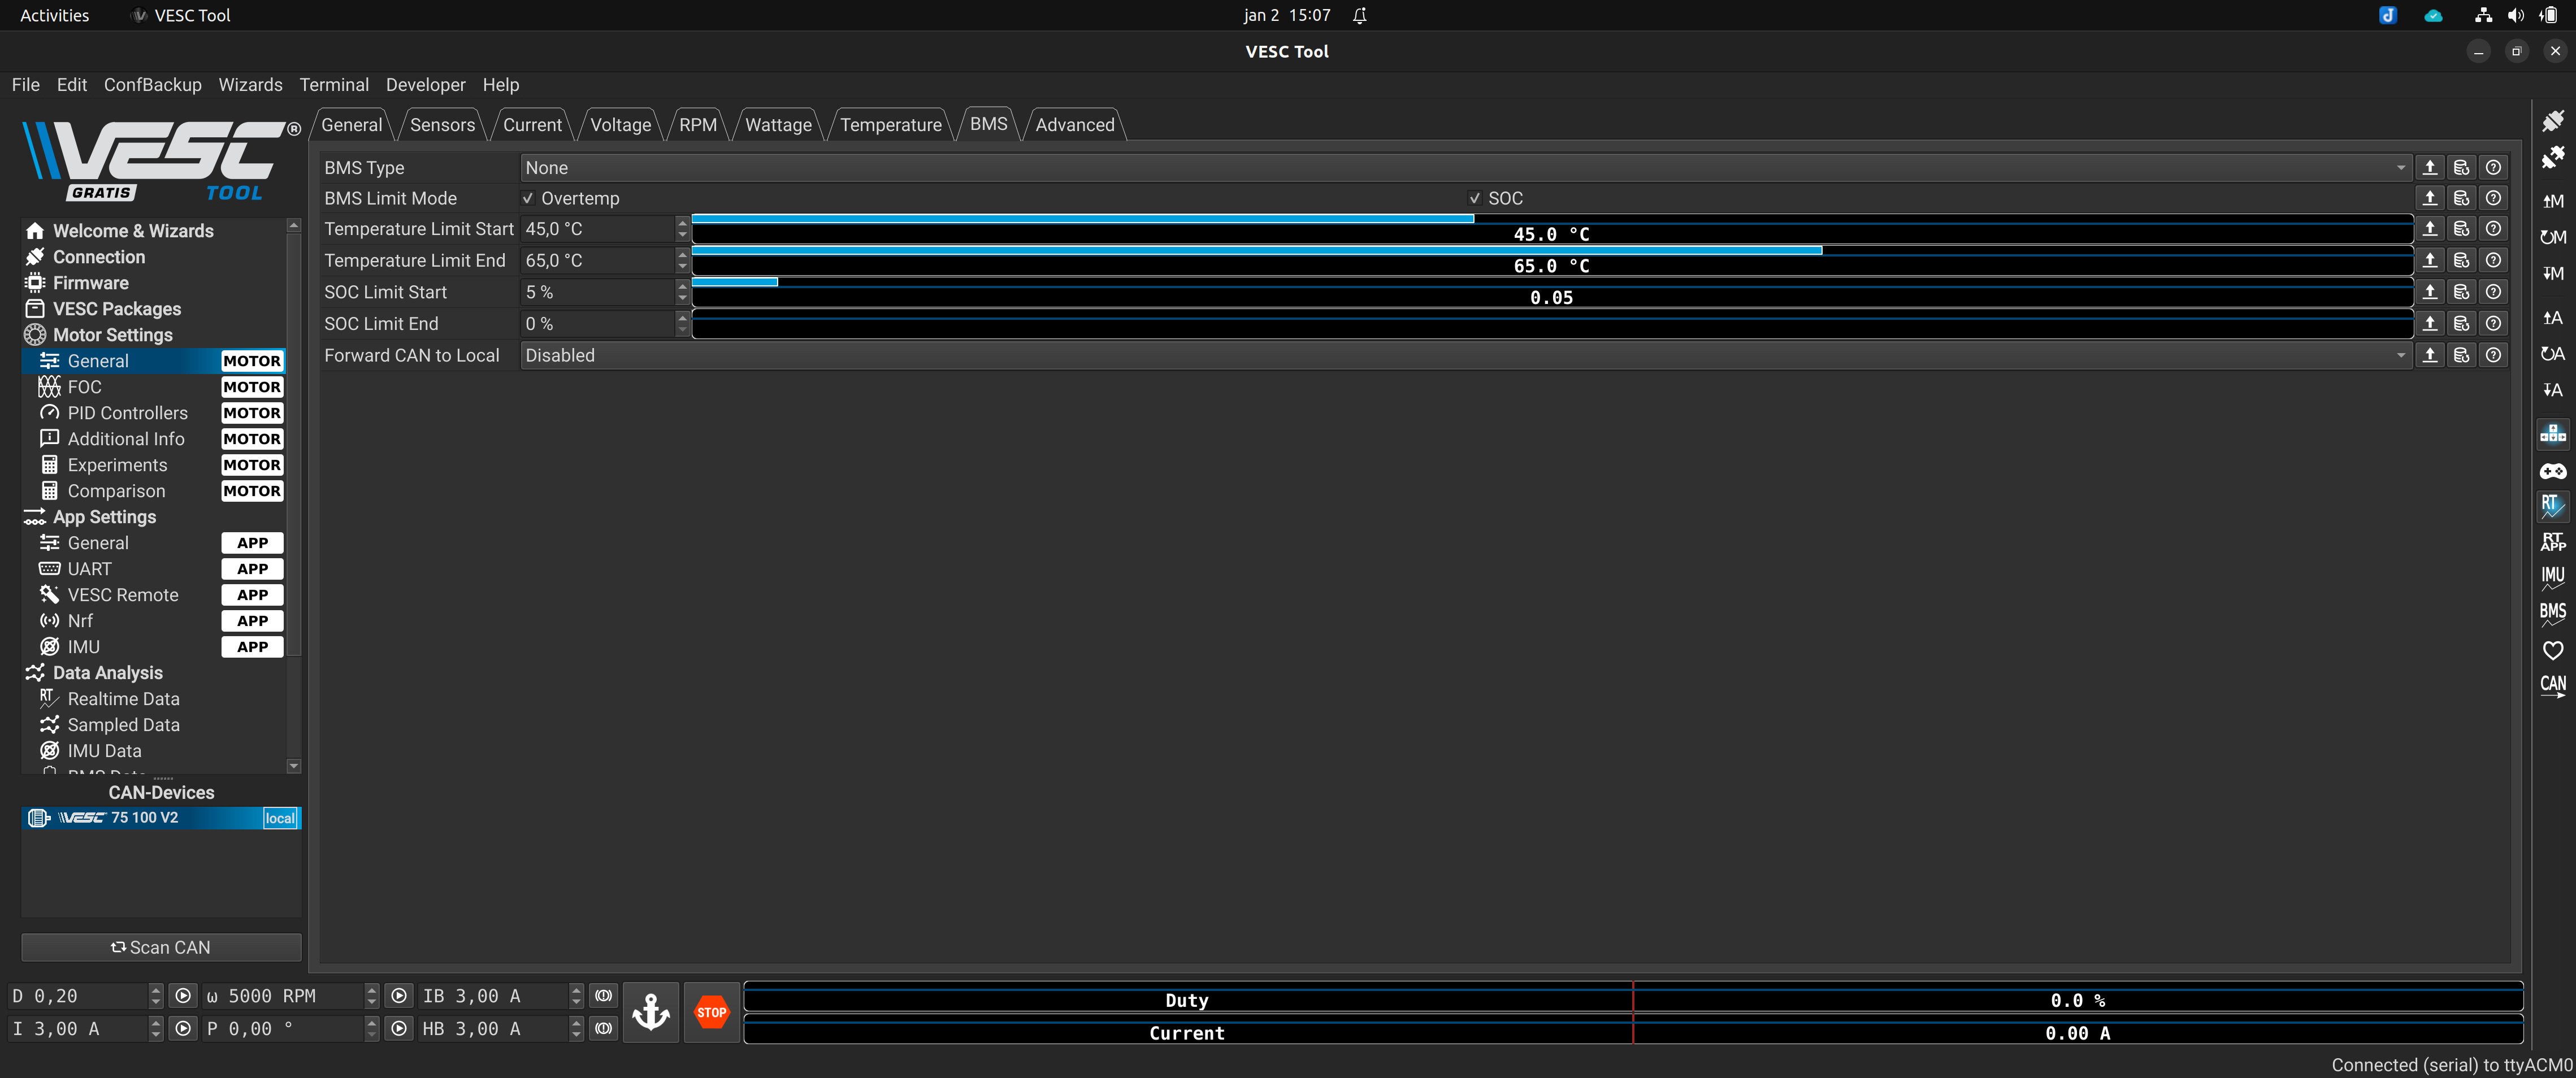 Activities VESC Tool jan 2 15:07
VESC Tool
File Edit ConfBackup Wizards Terminal Developer Help
VESC ® GRATIS TOOL
General Sensors Current Voltage RPM Wattage Temperature BMS Advanced
BMS Type None
BMS Limit Mode Overtemp SOC
Temperature Limit Start 45,0 °C 45.0 °C
Temperature Limit End 65,0 °C 65.0 °C
SOC Limit Start 5 % 0.05
SOC Limit End 0 %
Forward CAN to Local Disabled
Welcome & Wizards
Connection
Firmware
VESC Packages
Motor Settings
General MOTOR
FOC MOTOR
PID Controllers MOTOR
Additional Info MOTOR
Experiments MOTOR
Comparison MOTOR
App Settings
General APP
UART APP
VESC Remote APP
Nrf APP
IMU APP
Data Analysis
RT Realtime Data
Sampled Data
IMU Data
BMS Data
CAN-Devices
VESC 75 100 V2 local
Scan CAN
M
M
M
A
A
A
RT
RT APP
IMU
BMS
CAN
D 0,20 ω 5000 RPM IB 3,00 A
I 3,00 A P 0,00 ° HB 3,00 A
STOP
Duty 0.0 %
Current 0.00 A
Connected (serial) to ttyACM0